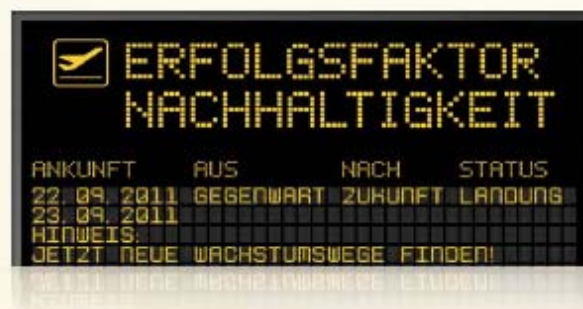 ERFOLGSFAKTOR
NACHHALTIGKEIT
ANKUNFT AUS NACH STATUS
22. 09. 2011 GEGENWART ZUKUNFT LANDUNG
23. 09. 2011
HINWEIS:
JETZT NEUE WACHSTUMSWEGE FINDEN!